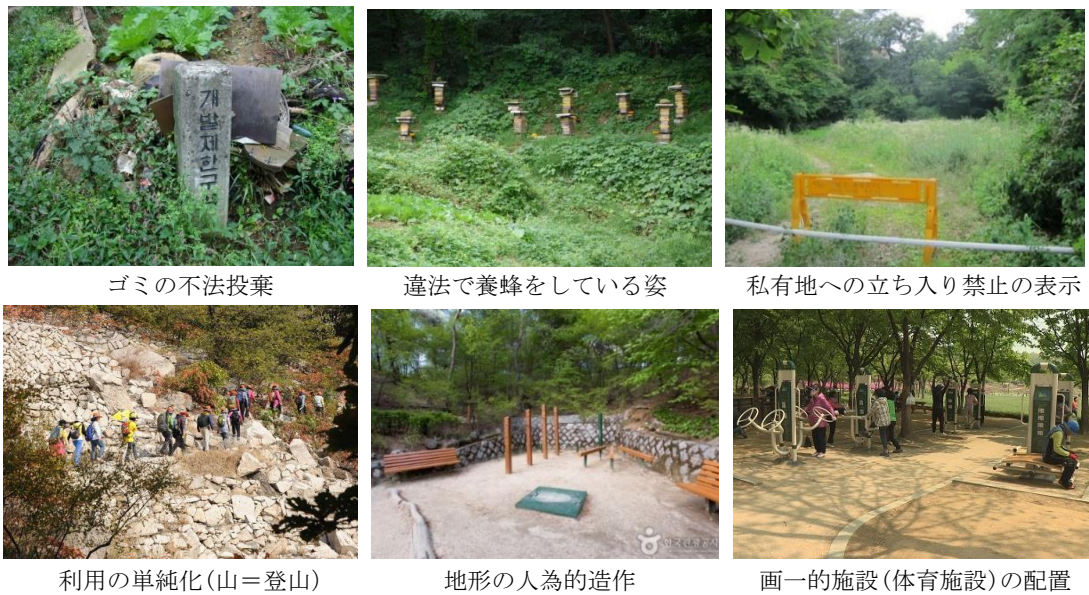 개발제한구
ゴミの不法投棄
違法で養蜂をしている姿
私有地への立ち入り禁止の表示
利用の単純化(山＝登山)
地形の人為的造作
画一的施設(体育施設)の配置